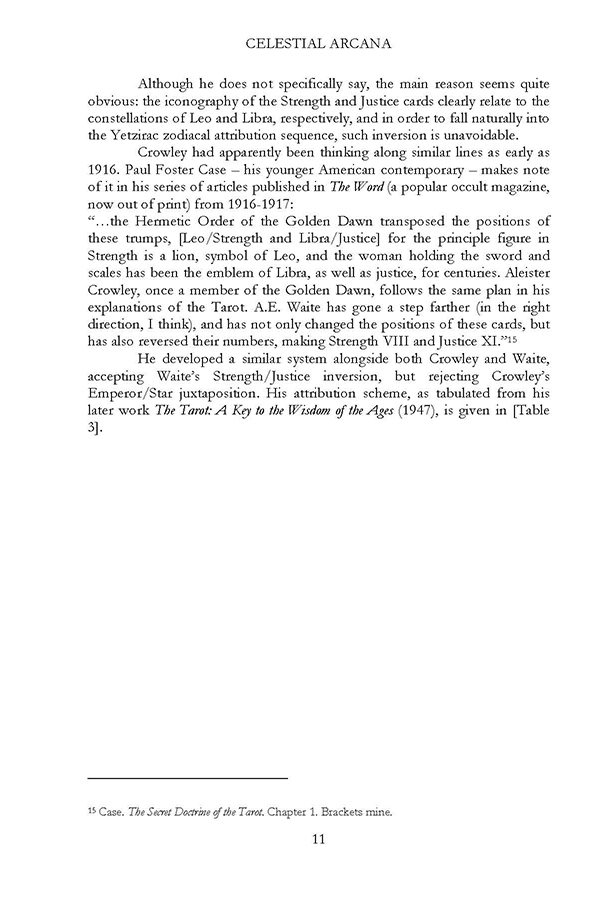 CELESTIAL ARCANA
Although he does not specifically say, the main reason seems quite
obvious: the iconography of the Strength and Justice cards clearly relate to the
constellations of Leo and Libra, respectively, and in order to fall naturally into
the Yetzirac zodiacal attribution sequence, such inversion is unavoidable.
Crowley had apparently been thinking along similar lines as early as
1916. Paul Foster Case – his younger American contemporary – makes note
of it in his series of articles published in The Word (a popular occult magazine,
now out of print) from 1916-1917:
“…the Hermetic Order of the Golden Dawn transposed the positions of
these trumps, [Leo/Strength and Libra/Justice] for the principle figure in
Strength is a lion, symbol of Leo, and the woman holding the sword and
scales has been the emblem of Libra, as well as justice, for centuries. Aleister
Crowley, once a member of the Golden Dawn, follows the same plan in his
explanations of the Tarot. A.E. Waite has gone a step farther (in the right
direction, I think), and has not only changed the positions of these cards, but
has also reversed their numbers, making Strength VIII and Justice XI.”15
He developed a similar system alongside both Crowley and Waite,
accepting Waite’s Strength/Justice inversion, but rejecting Crowley’s
Emperor/Star juxtaposition. His attribution scheme, as tabulated from his
later work The Tarot: A Key to the Wisdom of the Ages (1947), is given in [Table
3].
15 Case. The Secret Doctrine of the Tarot. Chapter 1. Brackets mine.
11